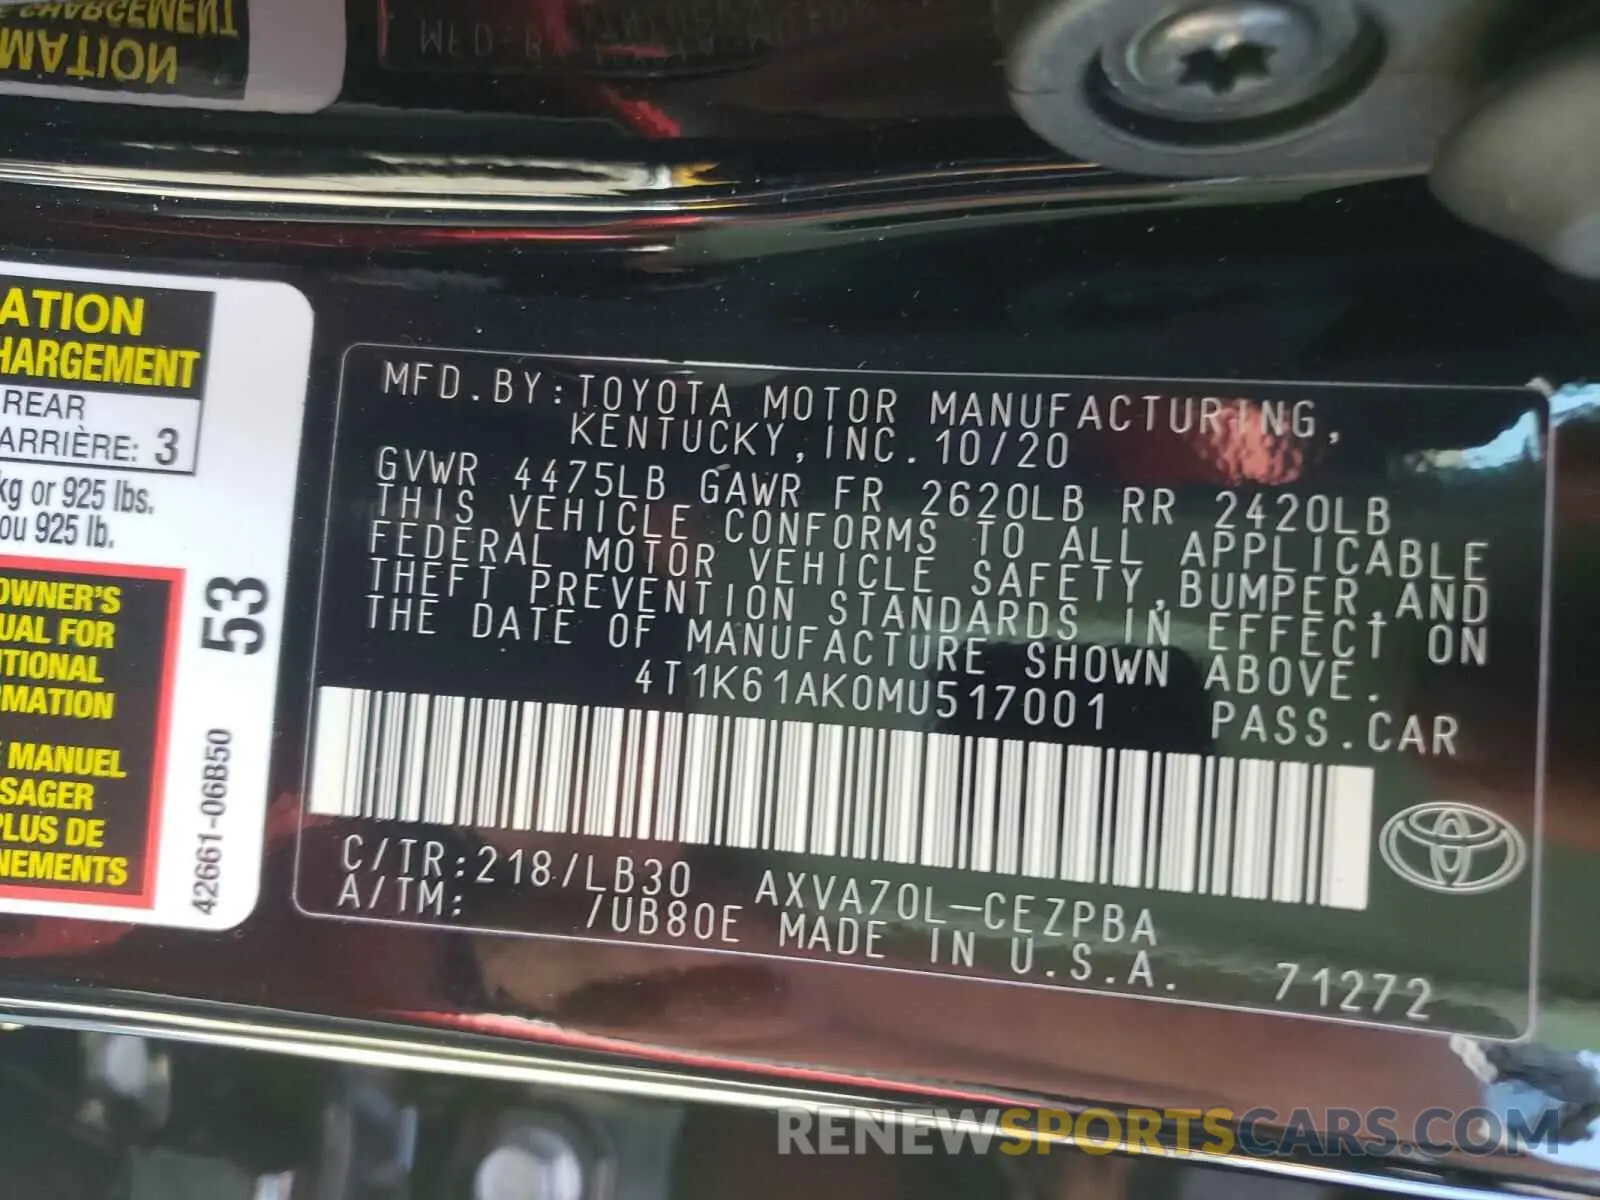 ATION
HARGEMENT
REAR
ARRIÈRE: 3
kg or 925 lbs.
ou 925 lb.
OWNER'S
UAL FOR
ITIONAL
RMATION
E MANUEL
SAGER
PLUS DE
NEMENTS
53
42661-06B50
MFD.BY:TOYOTA MOTOR MANUFACTURING,
KENTUCKY,INC.10/20
GVWR 4475LB GAWR FR 2620LB RR 2420LB
THIS VEHICLE CONFORMS TO ALL APPLICABLE
FEDERAL MOTOR VEHICLE SAFETY,BUMPER,AND
THEFT PREVENTION STANDARDS IN EFFECT ON
THE DATE OF MANUFACTURE SHOWN ABOVE.
4T1K61AK0MU517001 PASS.CAR
C/TR:218/LB30 AXVA70L-CEZPBA
A/TM: /UB80E MADE IN U.S.A. 71272
RENEWSPORTSCARS.COM